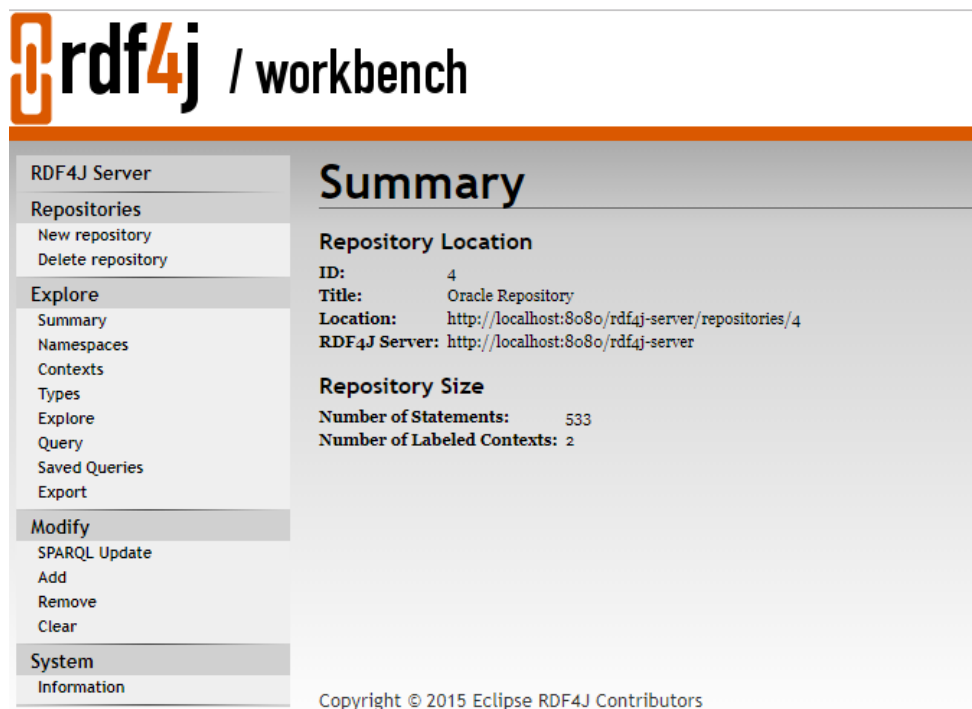 rdf4j / workbench
RDF4J Server
Repositories
New repository
Delete repository
Explore
Summary
Namespaces
Contexts
Types
Explore
Query
Saved Queries
Export
Modify
SPARQL Update
Add
Remove
Clear
System
Information
Summary
Repository Location
ID: 4
Title: Oracle Repository
Location: http://localhost:8080/rdf4j-server/repositories/4
RDF4J Server: http://localhost:8080/rdf4j-server
Repository Size
Number of Statements: 533
Number of Labeled Contexts: 2
Copyright © 2015 Eclipse RDF4J Contributors